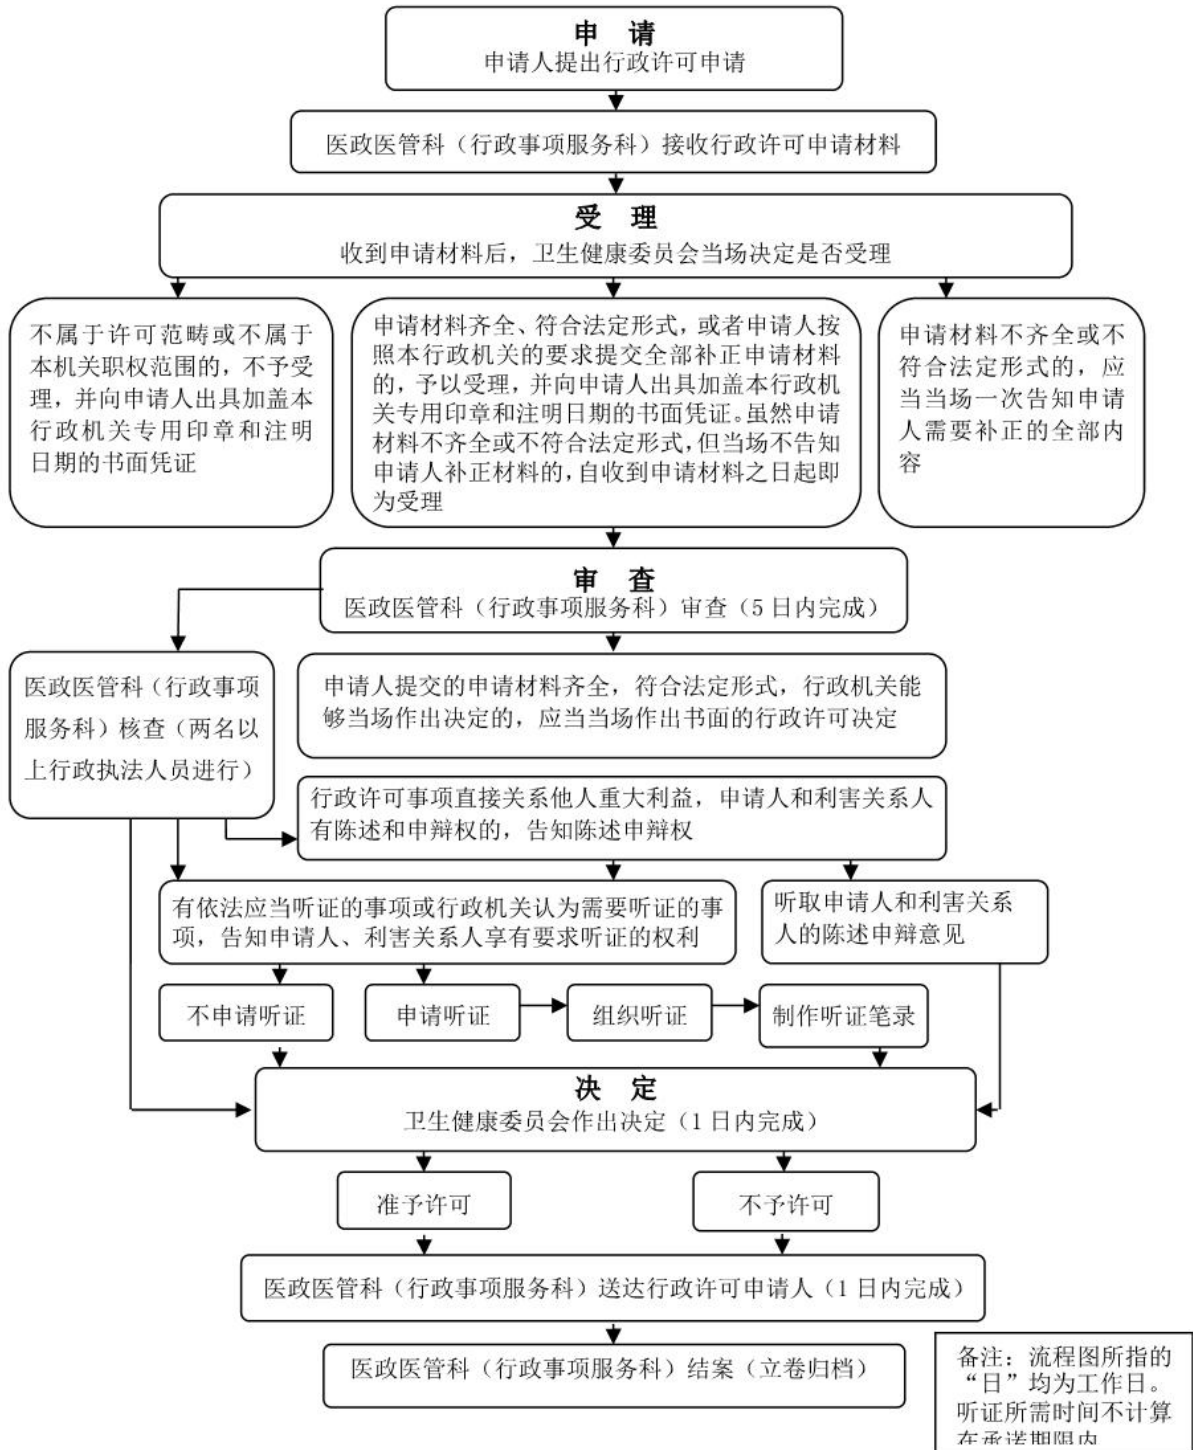 申 请
申请人提出行政许可申请
医政医管科（行政事项服务科）接收行政许可申请材料
受 理
收到申请材料后，卫生健康委员会当场决定是否受理
不属于许可范畴或不属于
本机关职权范围的，不予受
理，并向申请人出具加盖本
行政机关专用印章和注明
日期的书面凭证
申请材料齐全、符合法定形式，或者申请人按
照本行政机关的要求提交全部补正申请材料
的，予以受理，并向申请人出具加盖本行政机
关专用印章和注明日期的书面凭证。虽然申请
材料不齐全或不符合法定形式，但当场不告知
申请人补正材料的，自收到申请材料之日起即
为受理
申请材料不齐全或不
符合法定形式的，应
当当场一次告知申请
人需要补正的全部内
容
审 查
医政医管科（行政事项服务科）审查（5 日内完成）
医政医管科（行政事项
服务科）核查（两名以
上行政执法人员进行）
申请人提交的申请材料齐全，符合法定形式，行政机关能
够当场作出决定的，应当当场作出书面的行政许可决定
行政许可事项直接关系他人重大利益，申请人和利害关系人
有陈述和申辩权的，告知陈述申辩权
有依法应当听证的事项或行政机关认为需要听证的事
项，告知申请人、利害关系人享有要求听证的权利
听取申请人和利害关系
人的陈述申辩意见
不申请听证
申请听证
组织听证
制作听证笔录
决 定
卫生健康委员会作出决定（1 日内完成）
准予许可
不予许可
医政医管科（行政事项服务科）送达行政许可申请人（1 日内完成）
医政医管科（行政事项服务科）结案（立卷归档）
备注：流程图所指的
“日”均为工作日。
听证所需时间不计算
在承诺期限内